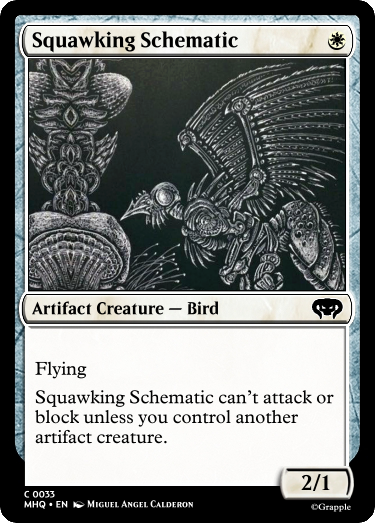 Squawking Schematic
Artifact Creature — Bird
Flying
Squawking Schematic can't attack or
block unless you control another
artifact creature.
2/1
C 0033
MHQ • EN Miguel Angel Calderon
©Grapple